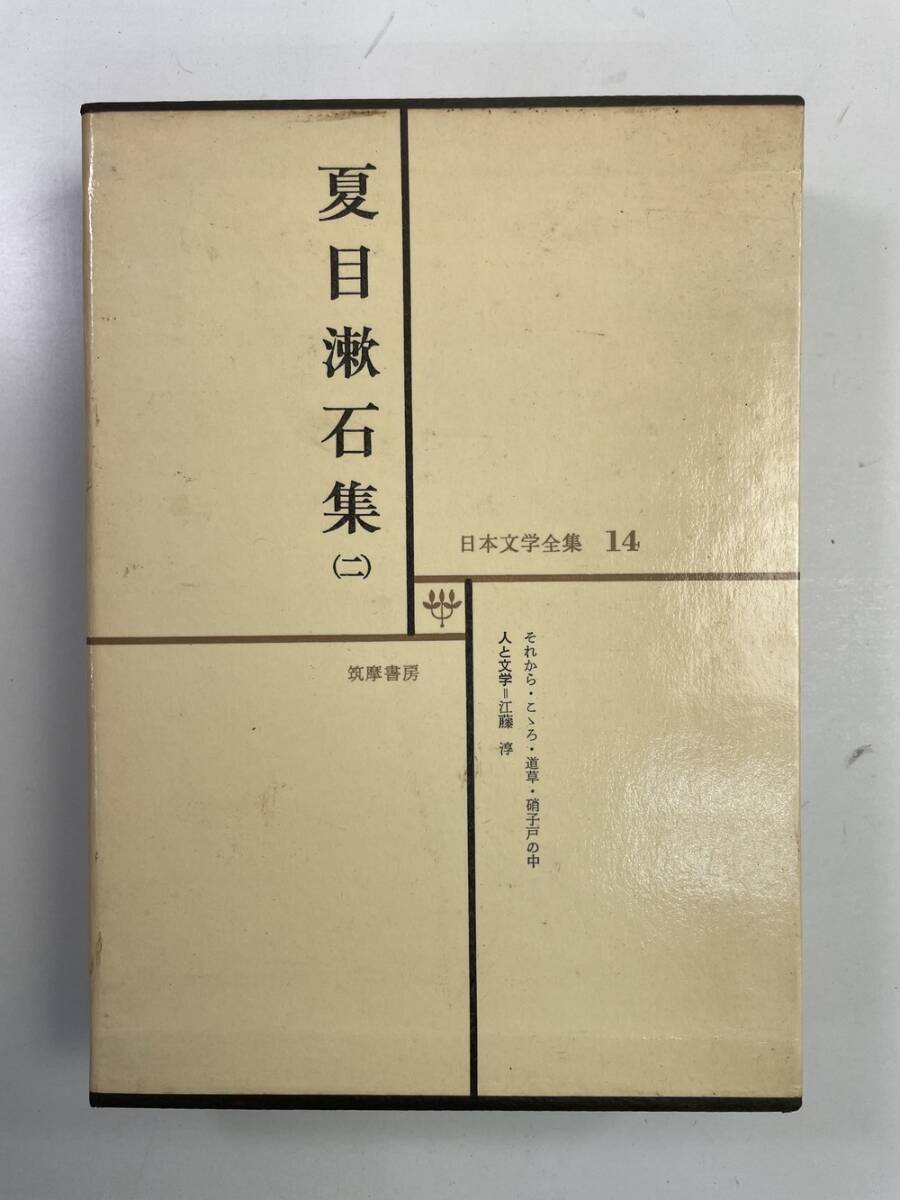 夏目漱石集(二)
日本文学全集 14
それから・こゝろ・道草・硝子戸の中
人と文学=江藤 淳
筑摩書房